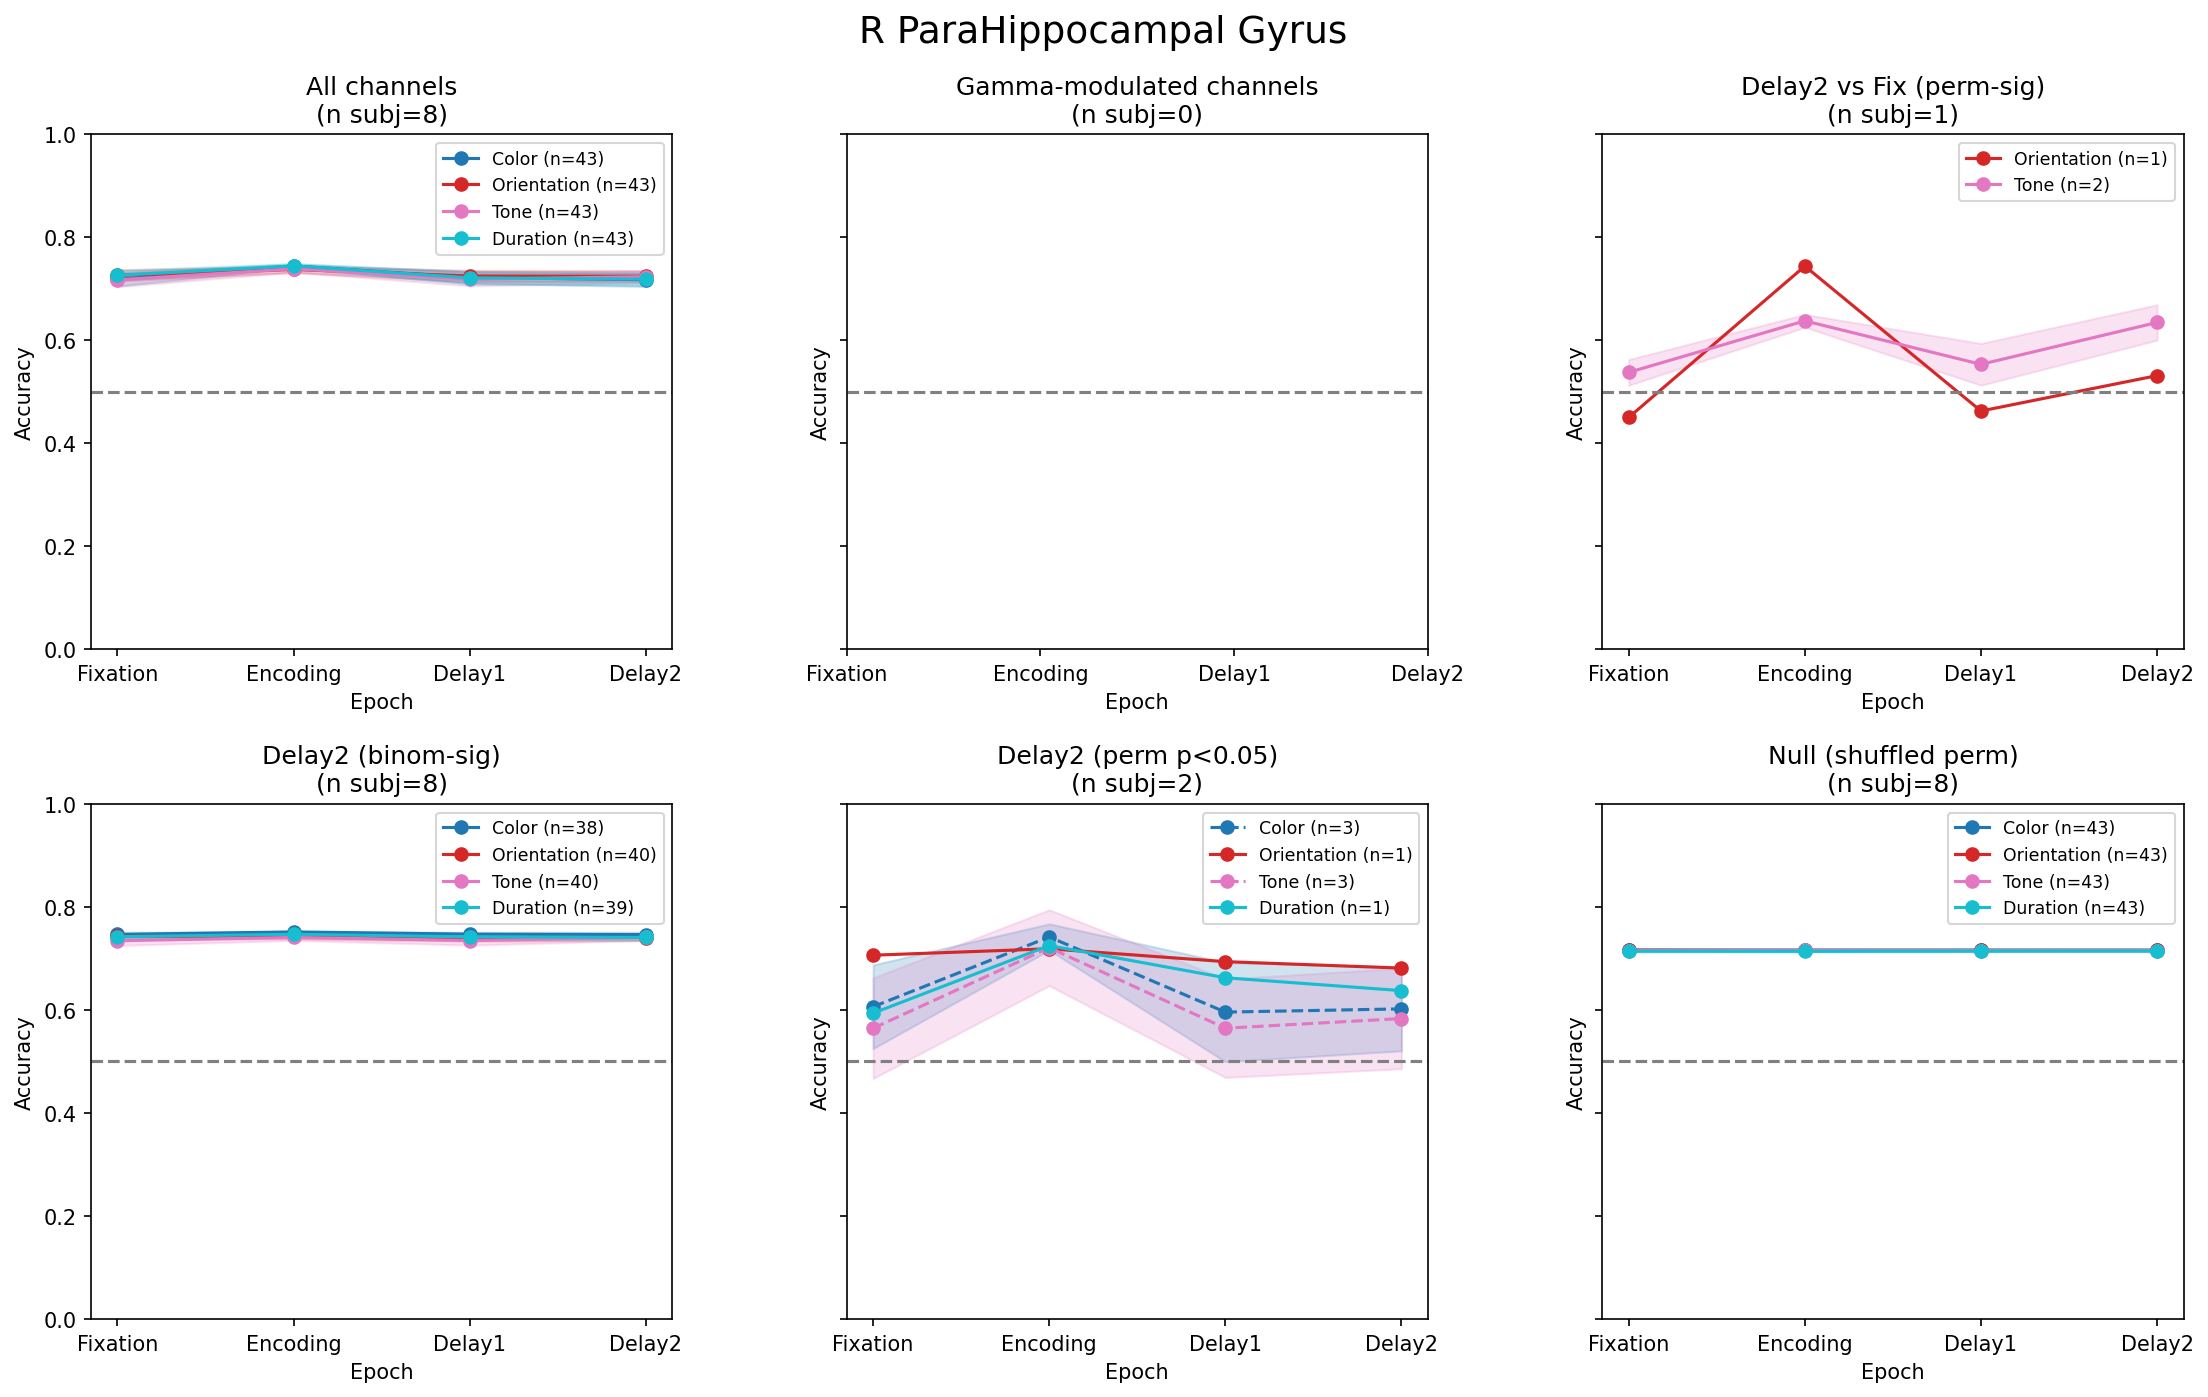 R ParaHippocampal Gyrus
All channels
(n subj=8)
1.0
0.8
0.6
0.4
0.2
0.0
Accuracy
Color (n=43)
Orientation (n=43)
Tone (n=43)
Duration (n=43)
Fixation Encoding Delay1 Delay2
Epoch
Gamma-modulated channels
(n subj=0)
Accuracy
Fixation Encoding Delay1 Delay2
Epoch
Delay2 vs Fix (perm-sig)
(n subj=1)
Accuracy
Orientation (n=1)
Tone (n=2)
Fixation Encoding Delay1 Delay2
Epoch
Delay2 (binom-sig)
(n subj=8)
1.0
0.8
0.6
0.4
0.2
0.0
Accuracy
Color (n=38)
Orientation (n=40)
Tone (n=40)
Duration (n=39)
Fixation Encoding Delay1 Delay2
Epoch
Delay2 (perm p<0.05)
(n subj=2)
Accuracy
Color (n=3)
Orientation (n=1)
Tone (n=3)
Duration (n=1)
Fixation Encoding Delay1 Delay2
Epoch
Null (shuffled perm)
(n subj=8)
Accuracy
Color (n=43)
Orientation (n=43)
Tone (n=43)
Duration (n=43)
Fixation Encoding Delay1 Delay2
Epoch